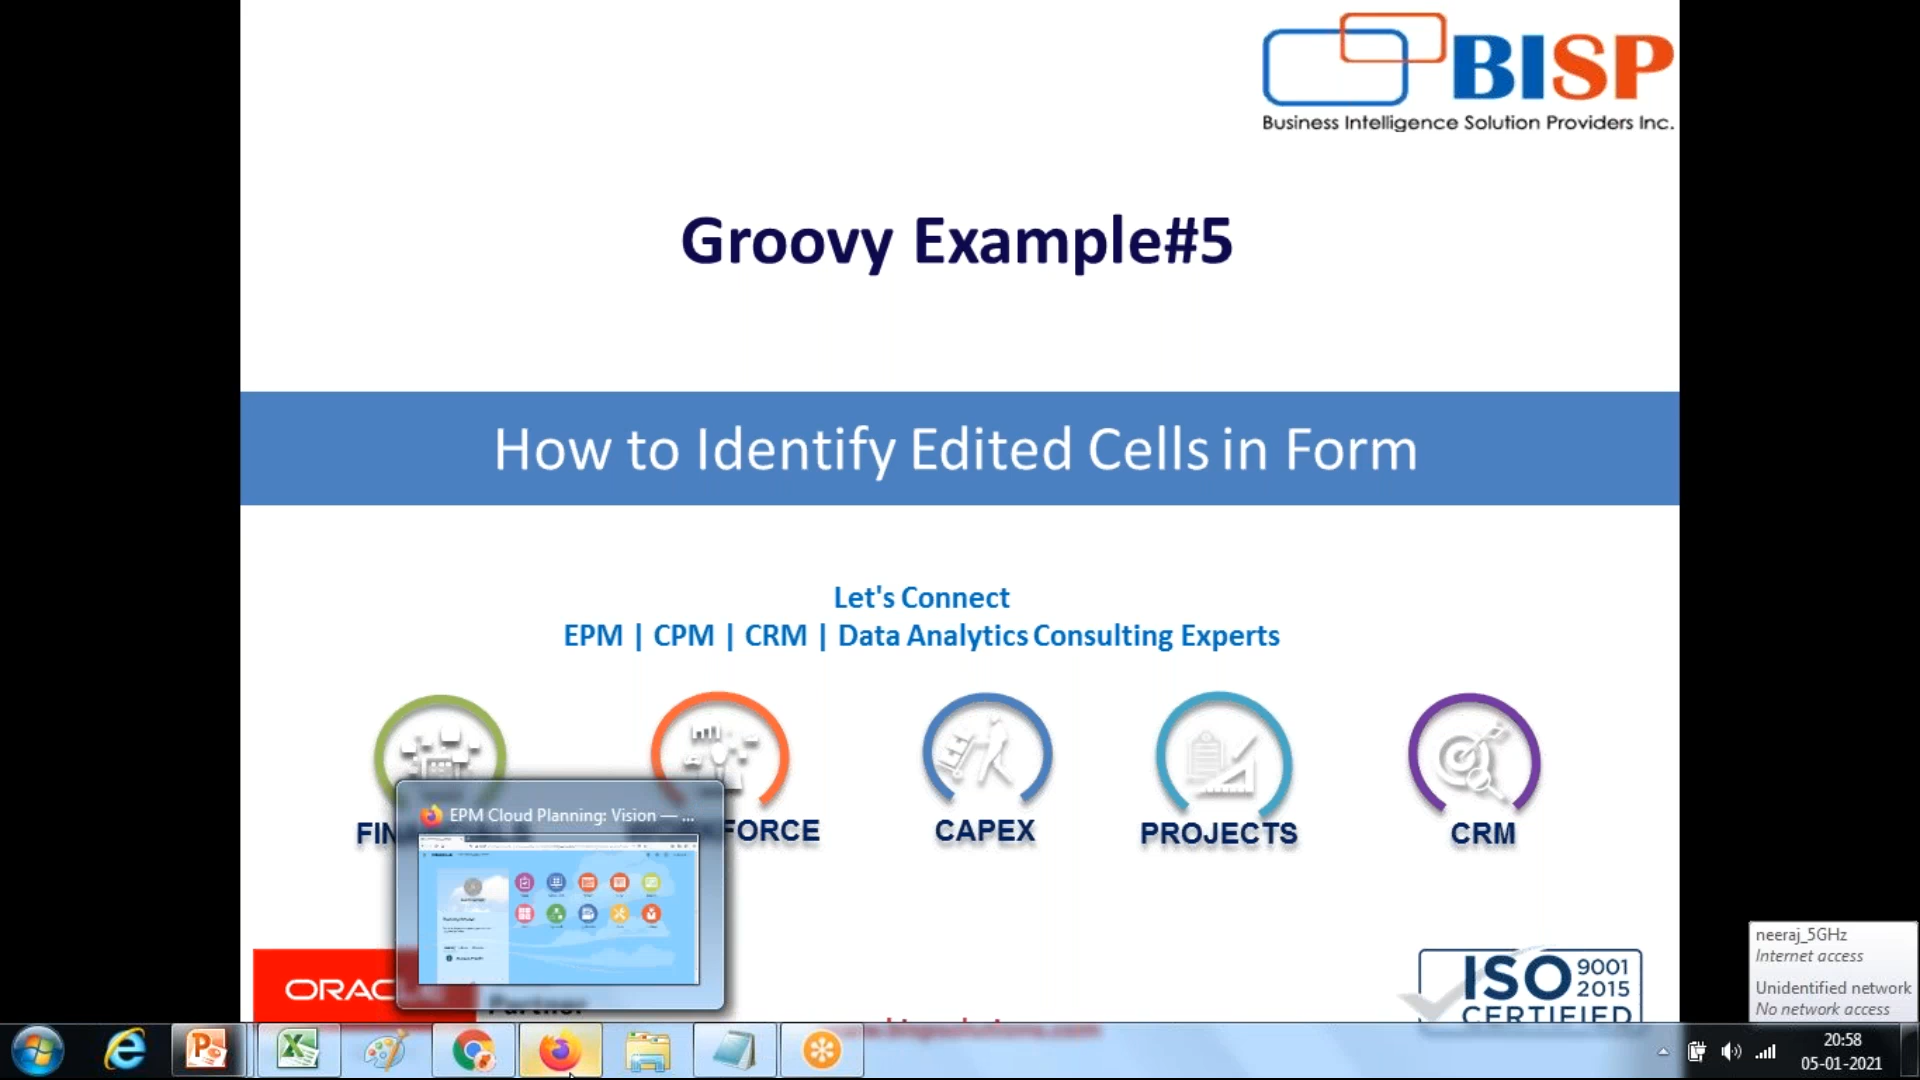 BISP
Business Intelligence Solution Providers Inc.
Groovy Example#5
How to Identify Edited Cells in Form
Let's Connect
EPM | CPM | CRM | Data Analytics Consulting Experts
FIN
FORCE
CAPEX
PROJECTS
CRM
EPM Cloud Planning: Vision — ...
ORAC
Partner
ISO 9001
2015
CERTIFIED
neeraj_5GHz
Internet access
Unidentified network
No network access
20:58
05-01-2021